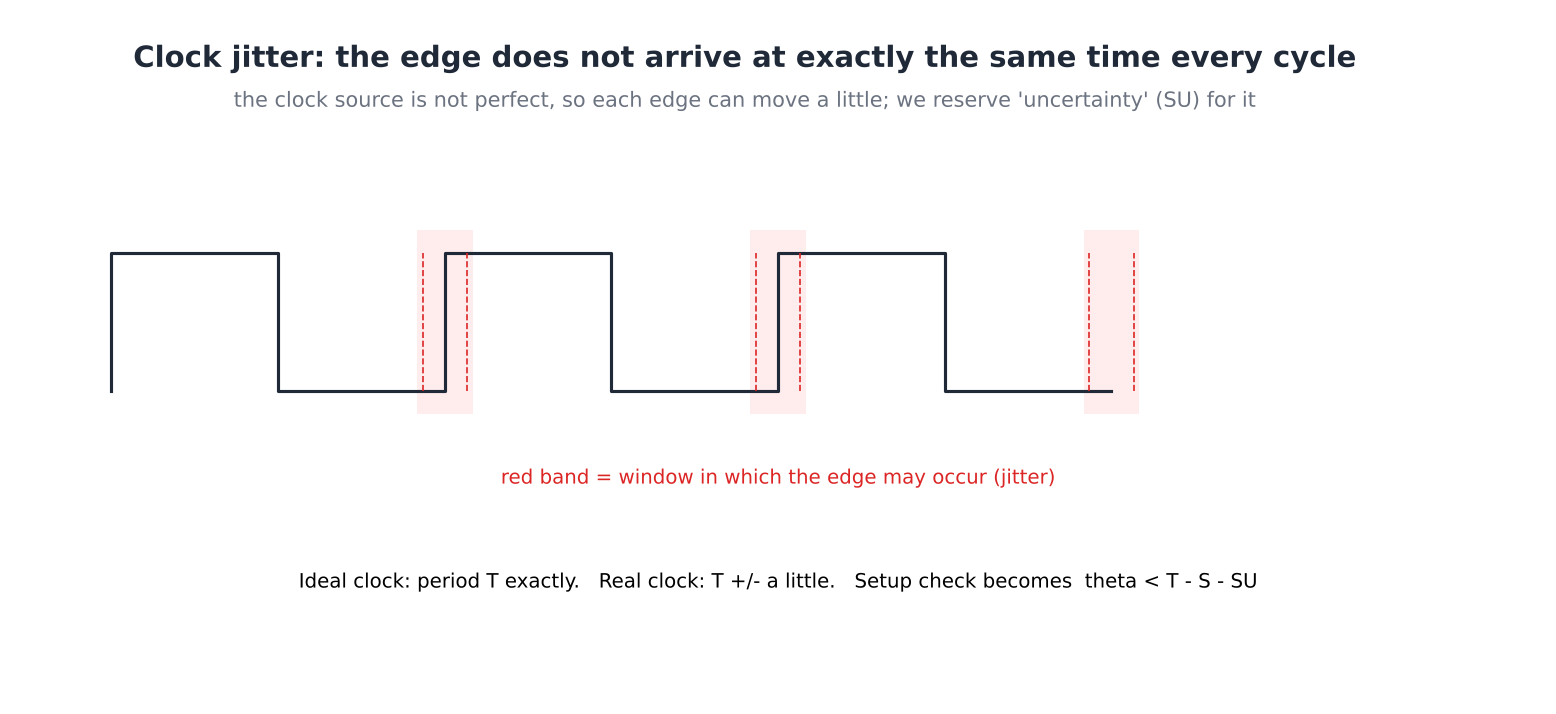 Clock jitter: the edge does not arrive at exactly the same time every cycle
the clock source is not perfect, so each edge can move a little; we reserve 'uncertainty' (SU) for it
red band = window in which the edge may occur (jitter)
Ideal clock: period T exactly.   Real clock: T +/- a little.   Setup check becomes  theta < T - S - SU